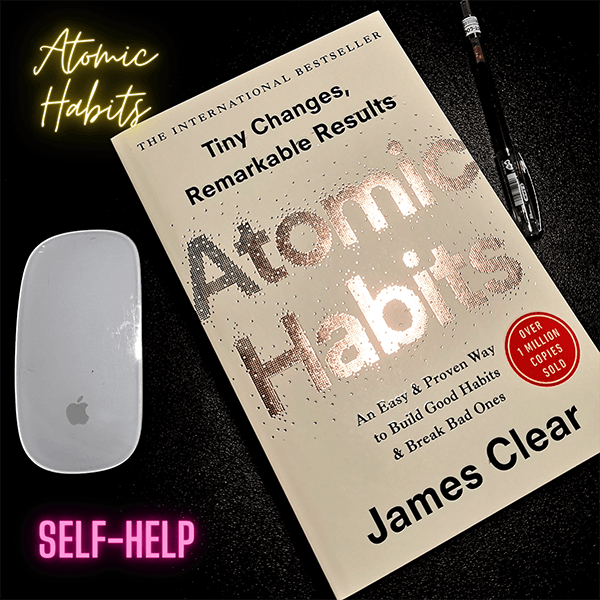 Atomic
Habits
THE INTERNATIONAL BESTSELLER
Tiny Changes,
Remarkable Results
Atomic
Habits
OVER
1 MILLION
COPIES
SOLD
An Easy & Proven Way
to Build Good Habits
& Break Bad Ones
James Clear
SELF-HELP